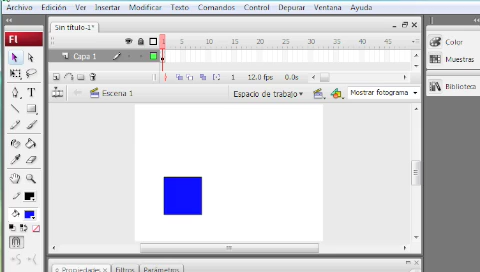 Archivo Edición Ver Insertar Modificar Texto Comandos Control Depurar Ventana Ayuda
Fl
Sin título-1*
1 5 10 15 20 25 30 35 40 45
Capa 1
1 12.0 fps 0.0s
Escena 1
Espacio de trabajo
Mostrar fotograma
Color
Muestras
Biblioteca
Propiedades Filtros Parámetros